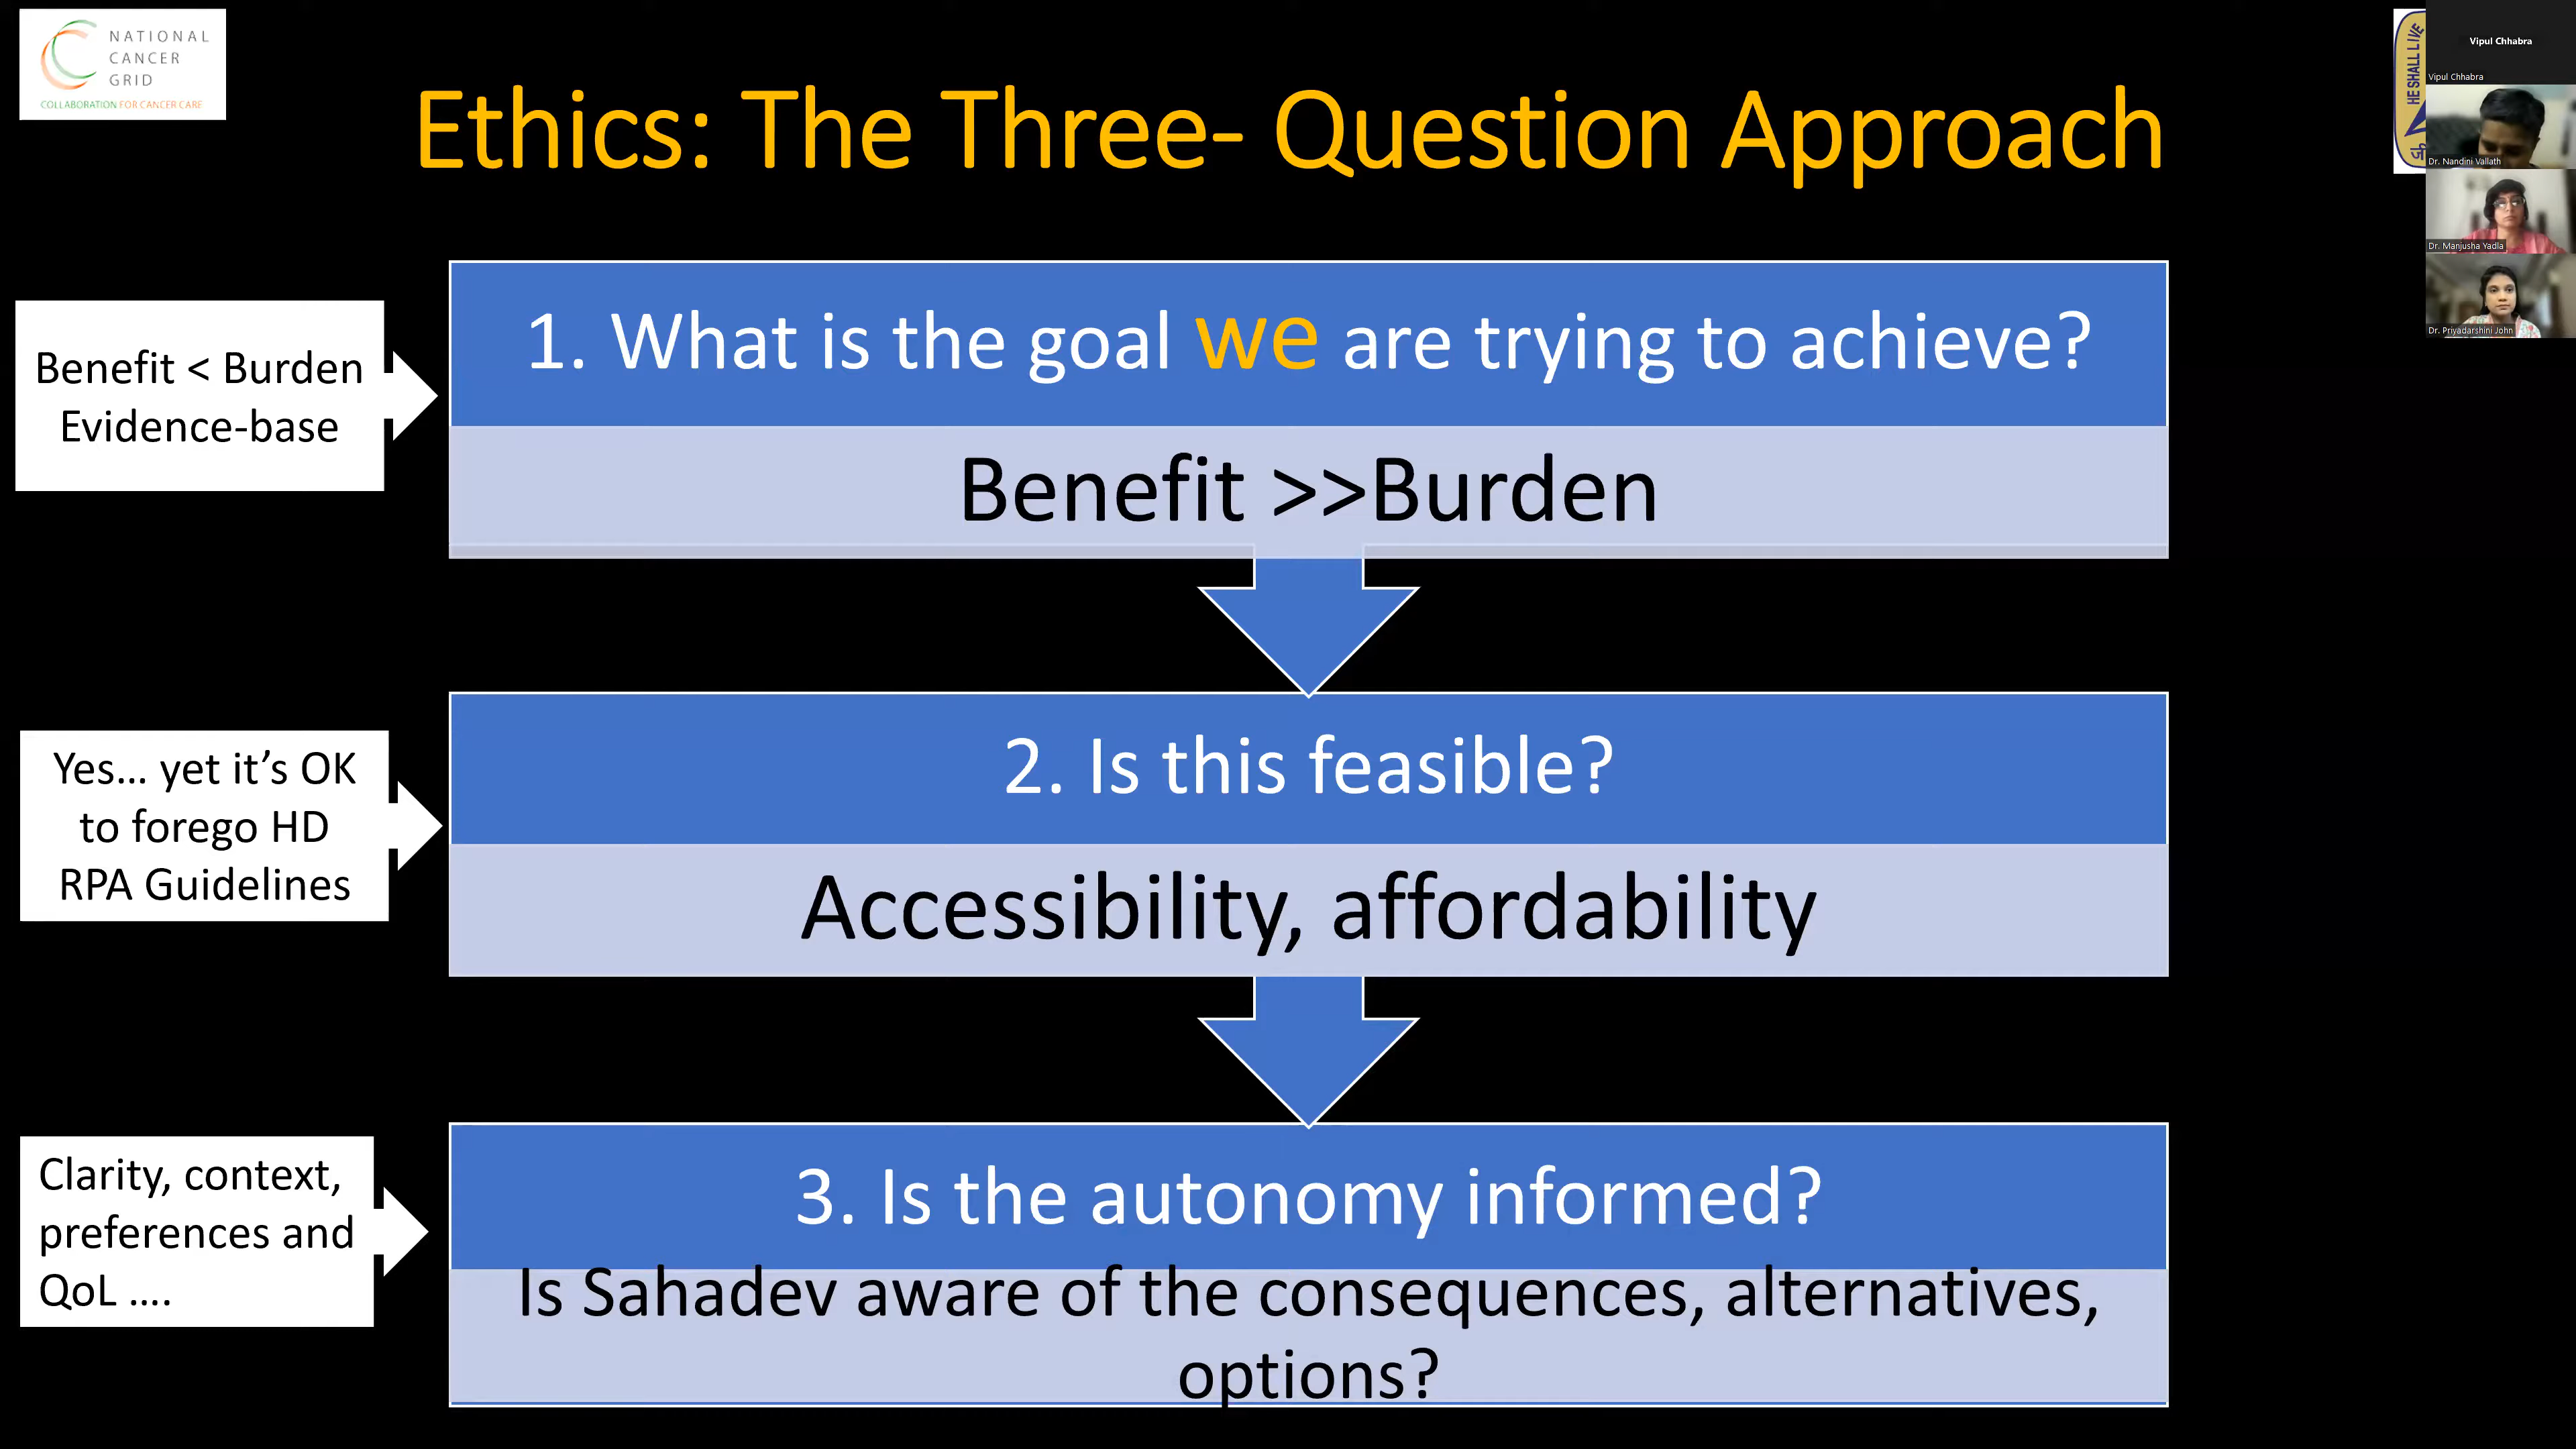 NATIONAL
CANCER
GRID
COLLABORATION FOR CANCER CARE
Ethics: The Three- Question Approach
HE SHALL LIVE
Vipul Chhabra
Vipul Chhabra
Dr. Nandini Vallath
Dr. Manjusha Yadla
Dr. Priyadarshini John
Benefit < Burden
Evidence-base
1. What is the goal we are trying to achieve?
Benefit >>Burden
Yes... yet it’s OK
to forego HD
RPA Guidelines
2. Is this feasible?
Accessibility, affordability
Clarity, context,
preferences and
QoL ....
3. Is the autonomy informed?
Is Sahadev aware of the consequences, alternatives,
options?